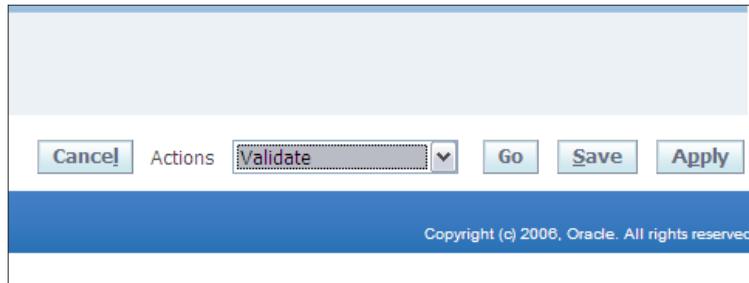 Cancel Actions Validate Go Save Apply
Copyright (c) 2006, Oracle. All rights reserved